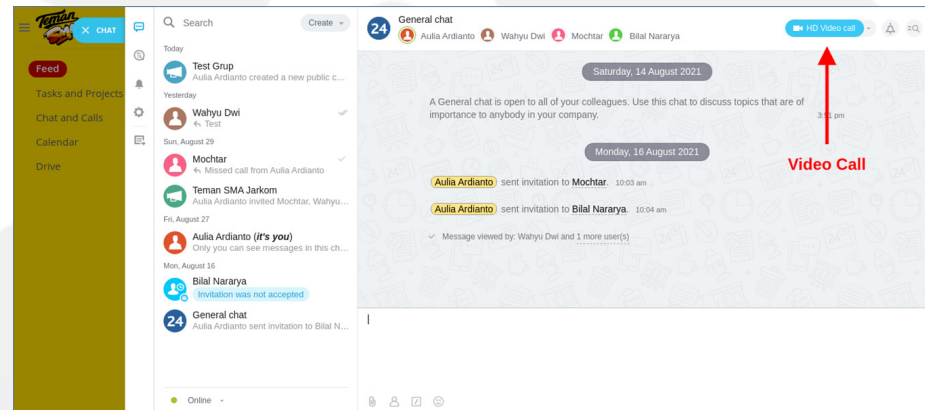 Teman
CHAT
Feed
Tasks and Projects
Chat and Calls
Calendar
Drive
Search
Create
Today
Test Grup
Aulia Ardianto created a new public c...
Yesterday
Wahyu Dwi
Test
Sun, August 29
Mochtar
Missed call from Aulia Ardianto
Teman SMA Jarkom
Aulia Ardianto invited Mochtar, Wahyu...
Fri, August 27
Aulia Ardianto (it's you)
Only you can see messages in this ch...
Mon, August 16
Bilal Nararya
Invitation was not accepted
24
General chat
Aulia Ardianto sent invitation to Bilal N...
Online
24
General chat
Aulia Ardianto Wahyu Dwi Mochtar Bilal Nararya
HD Video call
Saturday, 14 August 2021
A General chat is open to all of your colleagues. Use this chat to discuss topics that are of
importance to anybody in your company.
Monday, 16 August 2021
Aulia Ardianto sent invitation to Mochtar. 10:03 am
Aulia Ardianto sent invitation to Bilal Nararya. 10:04 am
Message viewed by: Wahyu Dwi and 1 more user(s)
Video Call